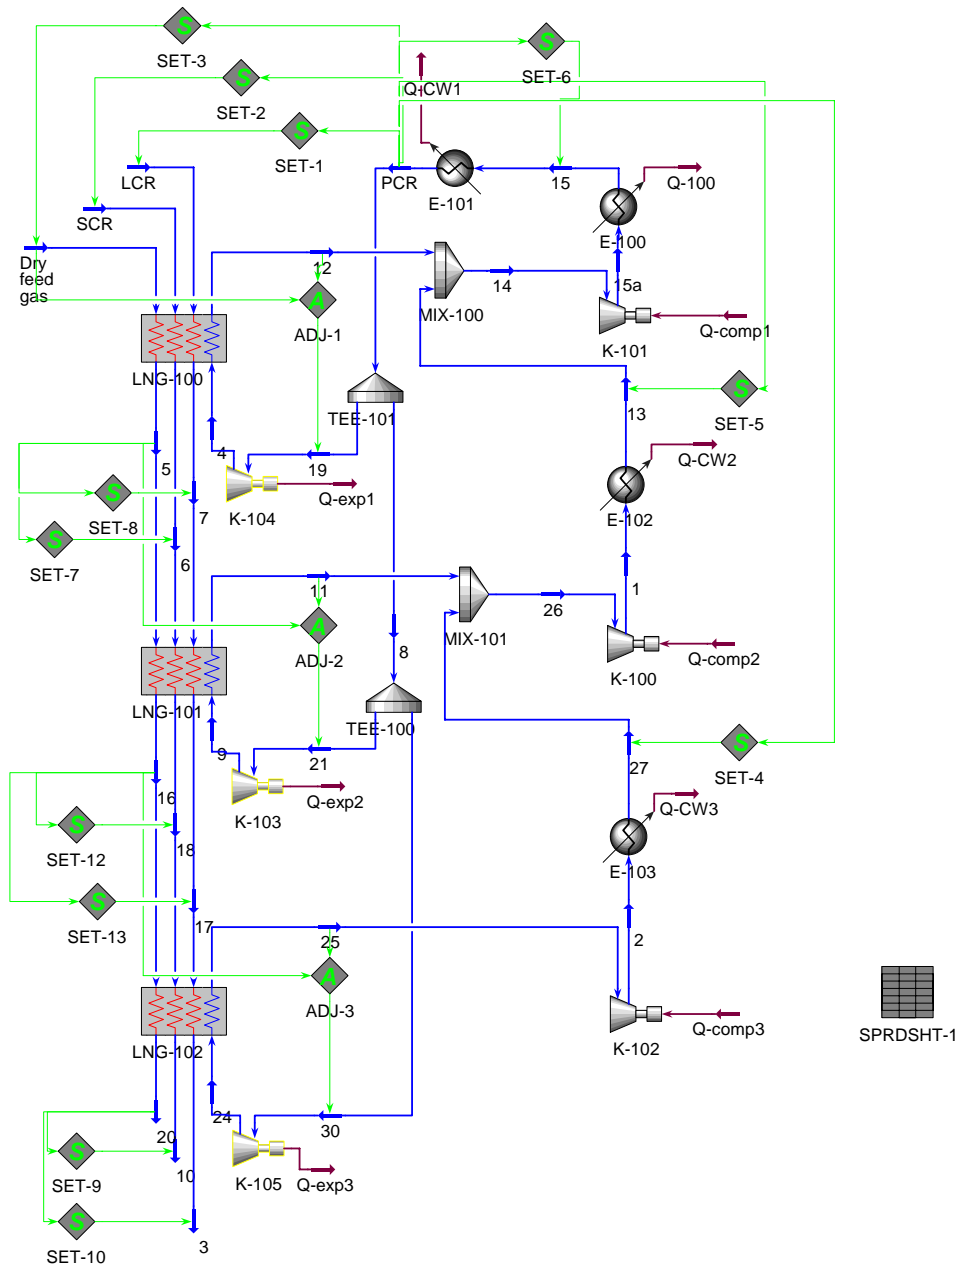 S
SET-3
S
SET-6
S
SET-2
Q-CW1
S
SET-1
LCR
PCR
E-101
15
Q-100
SCR
E-100
Dry
feed
gas
12
14
15a
A
ADJ-1
MIX-100
K-101
Q-comp1
LNG-100
TEE-101
S
SET-5
13
4
19
Q-CW2
5
K-104
Q-exp1
E-102
S
SET-8
7
S
SET-7
6
11
26
1
A
ADJ-2
MIX-101
K-100
Q-comp2
8
LNG-101
TEE-100
9
21
27
S
SET-4
16
K-103
Q-exp2
Q-CW3
S
SET-12
18
E-103
S
SET-13
17
25
2
A
ADJ-3
LNG-102
K-102
Q-comp3
SPRDSHT-1
24
30
20
S
SET-9
10
K-105
Q-exp3
S
SET-10
3